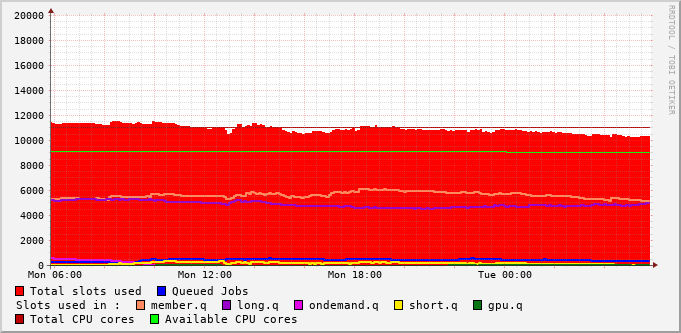 20000
18000
16000
14000
12000
10000
8000
6000
4000
2000
0
Mon 06:00 Mon 12:00 Mon 18:00 Tue 00:00
Total slots used Queued Jobs
Slots used in : member.q long.q ondemand.q short.q gpu.q
Total CPU cores Available CPU cores
RRDTOOL / TOBI OETIKER